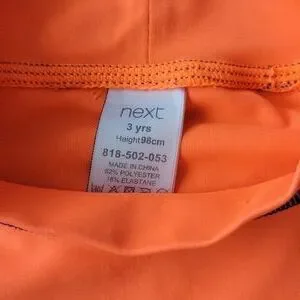 next
3 yrs
Height98cm
818-502-053
MADE IN CHINA
82% POLYESTER
18% ELASTANE